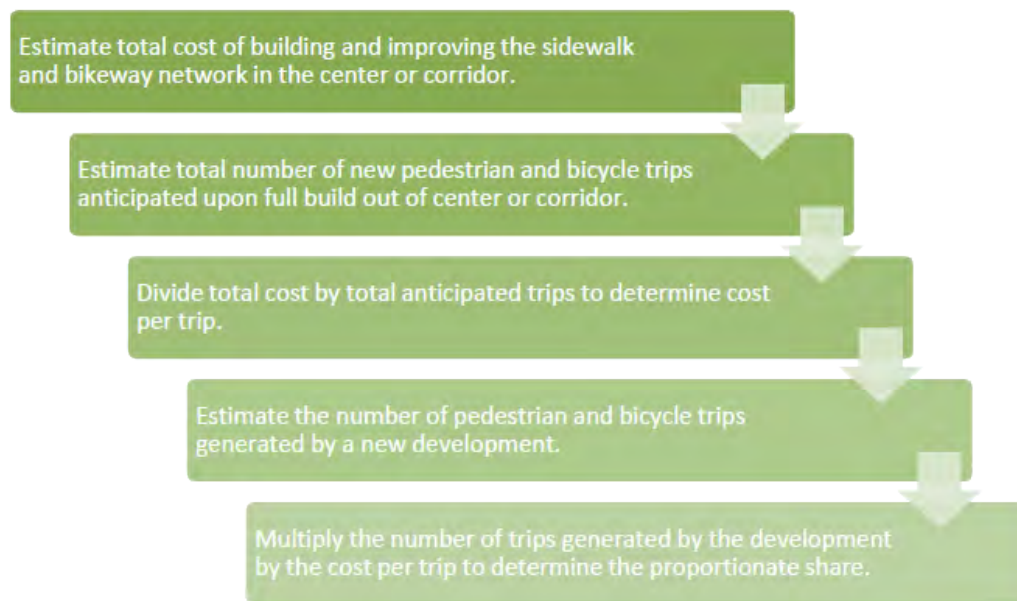 Estimate total cost of building and improving the sidewalk
and bikeway network in the center or corridor.
Estimate total number of new pedestrian and bicycle trips
anticipated upon full build out of center or corridor.
Divide total cost by total anticipated trips to determine cost
per trip.
Estimate the number of pedestrian and bicycle trips
generated by a new development.
Multiply the number of trips generated by the development
by the cost per trip to determine the proportionate share.